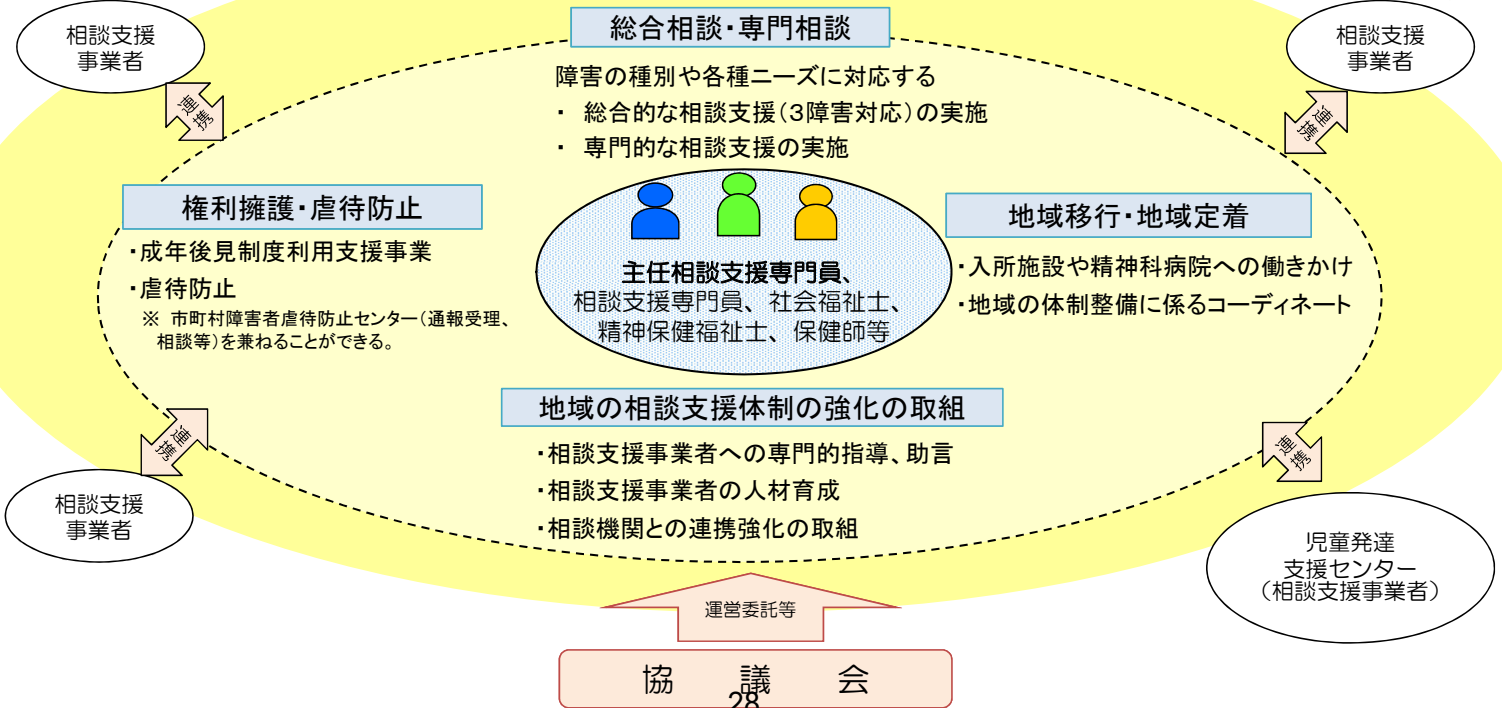 総合相談・専門相談
相談支援
事業者
相談支援
事業者
連携
連携
障害の種別や各種ニーズに対応する
・ 総合的な相談支援(3障害対応)の実施
・ 専門的な相談支援の実施
権利擁護・虐待防止
・成年後見制度利用支援事業
・虐待防止
※ 市町村障害者虐待防止センター(通報受理、
相談等)を兼ねることができる。
主任相談支援専門員、
相談支援専門員、社会福祉士、
精神保健福祉士、保健師等
地域移行・地域定着
・入所施設や精神科病院への働きかけ
・地域の体制整備に係るコーディネート
地域の相談支援体制の強化の取組
・相談支援事業者への専門的指導、助言
・相談支援事業者の人材育成
・相談機関との連携強化の取組
連携
連携
相談支援
事業者
児童発達
支援センター
(相談支援事業者)
運営委託等
協 議 会
28